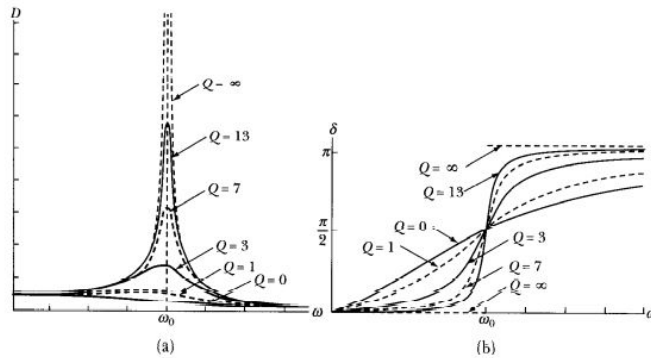 D
Q - ∞
Q = 13
Q = 7
Q = 3
Q = 1
Q = 0
ω₀
ω
(a)
δ
π
Q = ∞
Q = 13
π/2
Q = 0
Q = 1
Q = 3
Q = 7
Q = ∞
ω₀
(b)